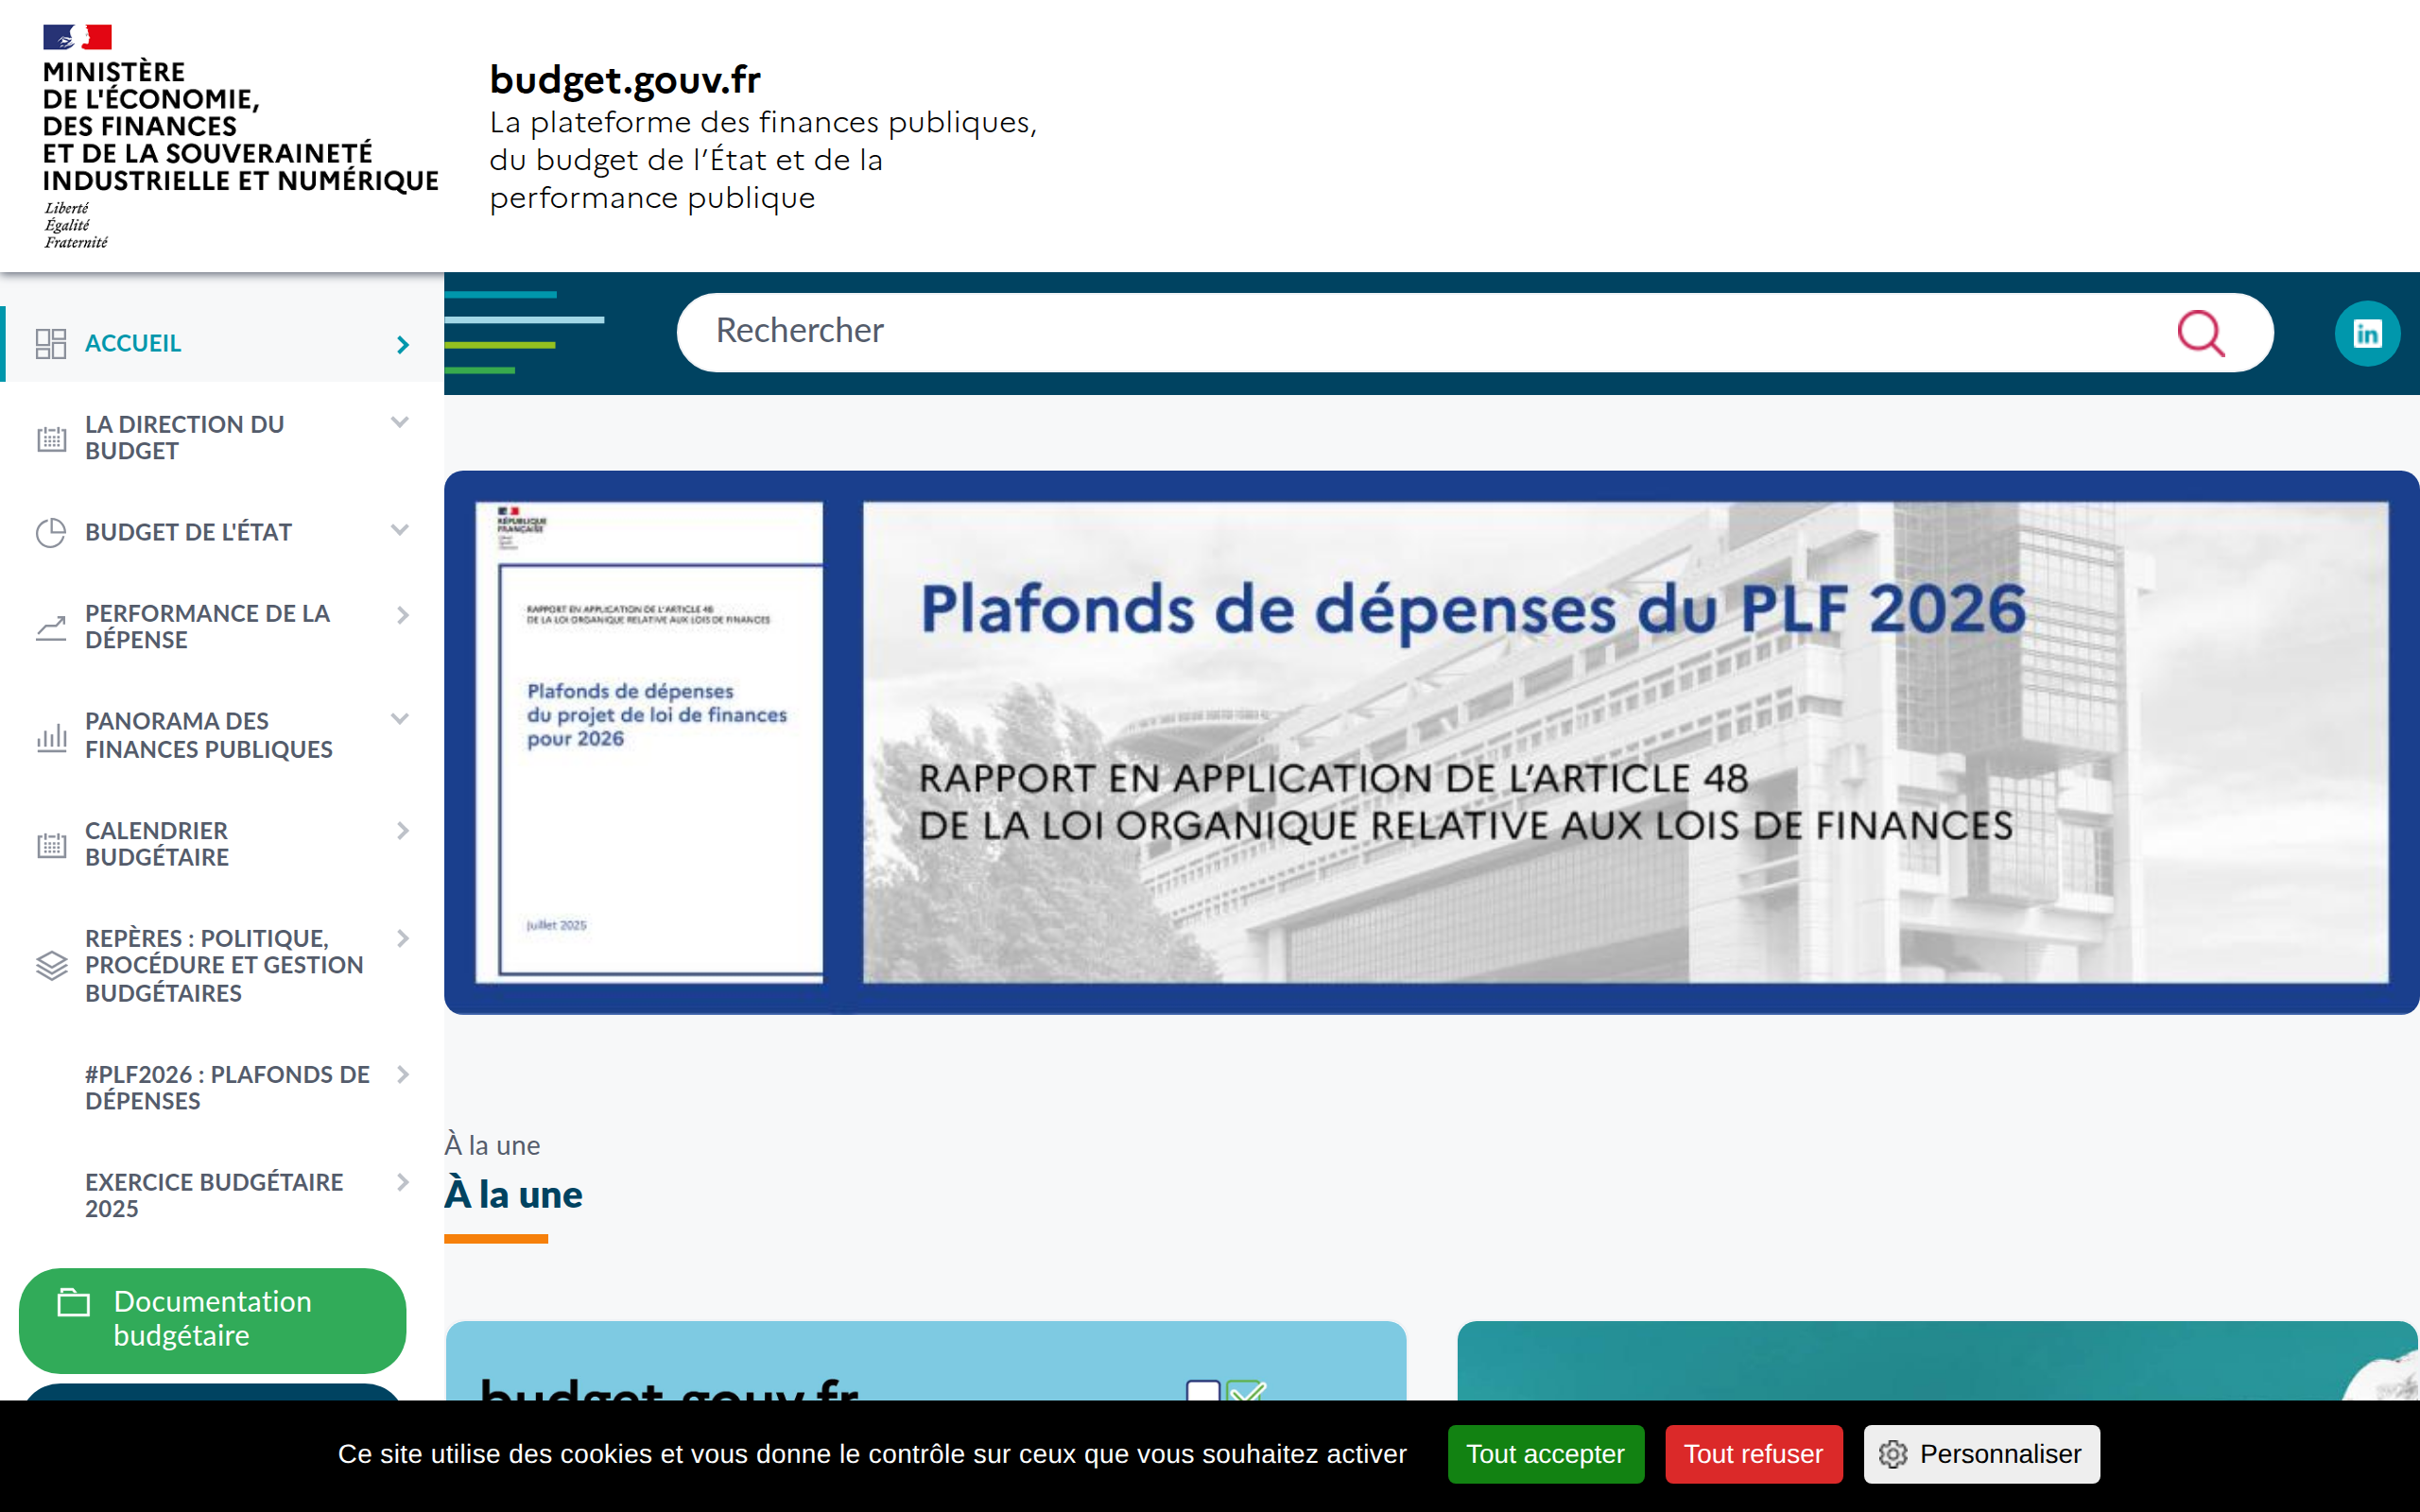 MINISTÈRE
DE L'ÉCONOMIE,
DES FINANCES
ET DE LA SOUVERAINETÉ
INDUSTRIELLE ET NUMÉRIQUE
Liberté
Égalité
Fraternité
budget.gouv.fr
La plateforme des finances publiques,
du budget de l’État et de la
performance publique
Rechercher
in
ACCUEIL
LA DIRECTION DU
BUDGET
BUDGET DE L'ÉTAT
PERFORMANCE DE LA
DÉPENSE
PANORAMA DES
FINANCES PUBLIQUES
CALENDRIER
BUDGÉTAIRE
REPÈRES : POLITIQUE,
PROCÉDURE ET GESTION
BUDGÉTAIRES
#PLF2026 : PLAFONDS DE
DÉPENSES
EXERCICE BUDGÉTAIRE
2025
Documentation
budgétaire
RÉPUBLIQUE
FRANÇAISE
RAPPORT EN APPLICATION DE L'ARTICLE 48
DE LA LOI ORGANIQUE RELATIVE AUX LOIS DE FINANCES
Plafonds de dépenses
du projet de loi de finances
pour 2026
Juillet 2025
Plafonds de dépenses du PLF 2026
RAPPORT EN APPLICATION DE L’ARTICLE 48
DE LA LOI ORGANIQUE RELATIVE AUX LOIS DE FINANCES
À la une
À la une
budget.gouv.fr
Ce site utilise des cookies et vous donne le contrôle sur ceux que vous souhaitez activer
Tout accepter
Tout refuser
Personnaliser